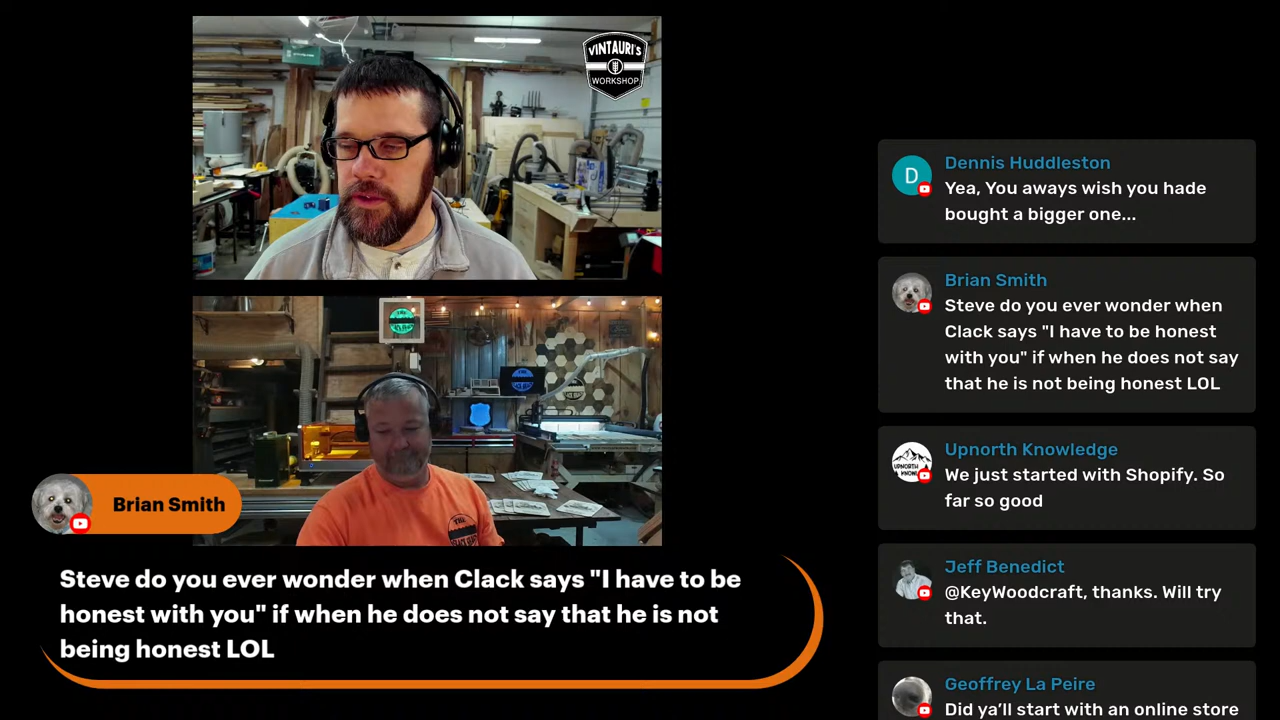 VINTAURI'S
WORKSHOP
Dennis Huddleston
Yea, You aways wish you hade
bought a bigger one...
Brian Smith
Steve do you ever wonder when
Clack says "I have to be honest
with you" if when he does not say
that he is not being honest LOL
Upnorth Knowledge
We just started with Shopify. So
far so good
Jeff Benedict
@KeyWoodcraft, thanks. Will try
that.
Geoffrey La Peire
Did ya’ll start with an online store
Brian Smith
Steve do you ever wonder when Clack says "I have to be
honest with you" if when he does not say that he is not
being honest LOL
D